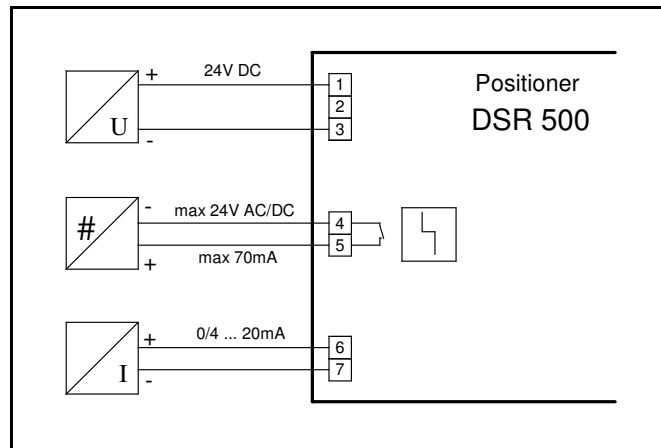 +
24V DC
1
2
3
U
-
Positioner
DSR 500
-
#
max 24V AC/DC
4
5
+
max 70mA
+
0/4 ... 20mA
6
7
I
-